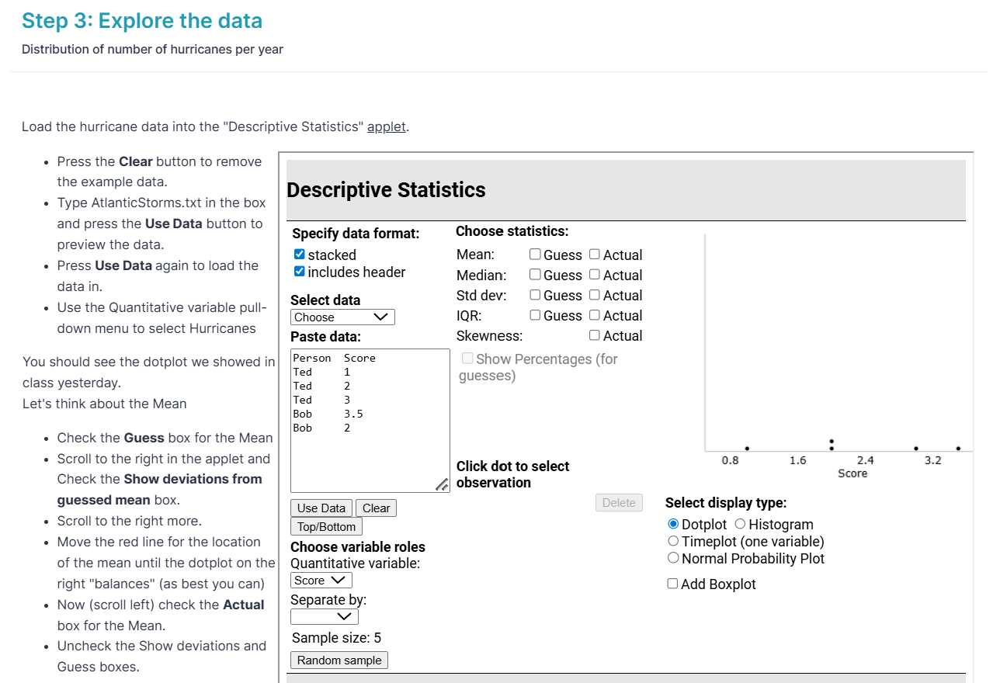 Step 3: Explore the data
Distribution of number of hurricanes per year
Load the hurricane data into the "Descriptive Statistics" applet.
Press the Clear button to remove
the example data.
Type AtlanticStorms.txt in the box
and press the Use Data button to
preview the data.
Press Use Data again to load the
data in.
Use the Quantitative variable pull-
down menu to select Hurricanes
You should see the dotplot we showed in
class yesterday.
Let's think about the Mean
Check the Guess box for the Mean
Scroll to the right in the applet and
Check the Show deviations from
guessed mean box.
Scroll to the right more.
Move the red line for the location
of the mean until the dotplot on the
right "balances" (as best you can)
Now (scroll left) check the Actual
box for the Mean.
Uncheck the Show deviations and
Guess boxes.
Descriptive Statistics
Specify data format:
stacked
includes header
Select data
Choose
Paste data:
Person Score
Ted 1
Ted 2
Ted 3
Bob 3.5
Bob 2
Use Data Clear
Top/Bottom
Choose variable roles
Quantitative variable:
Score
Separate by:
Sample size: 5
Random sample
Choose statistics:
Mean: Guess Actual
Median: Guess Actual
Std dev: Guess Actual
IQR: Guess Actual
Skewness: Actual
Show Percentages (for
guesses)
Click dot to select
observation
Delete
0.8 1.6 2.4 3.2
Score
Select display type:
Dotplot Histogram
Timeplot (one variable)
Normal Probability Plot
Add Boxplot